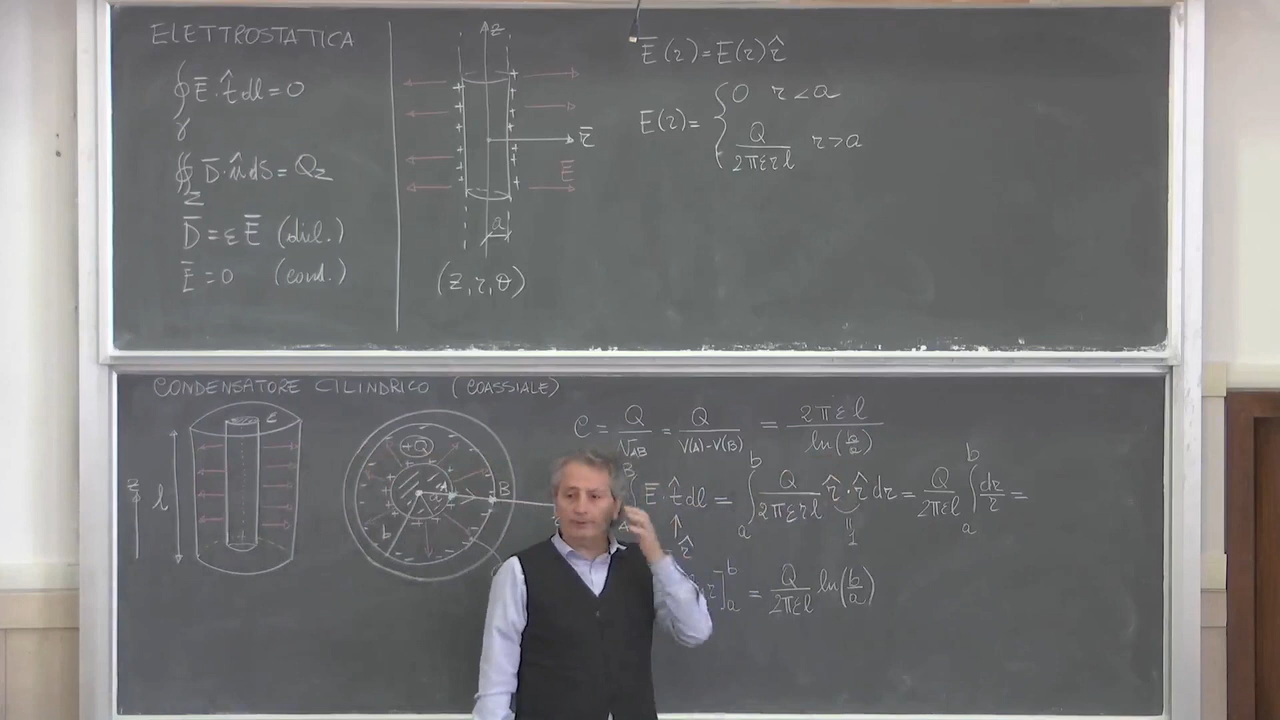 ELETTROSTATICA
∮ Ē·t̂ dl = 0
γ
∯ D̄·n̂ dS = Q_Σ
Σ
D̄ = εĒ (diel.)
Ē = 0 (cond.)
z
+ + + + + + + + + + + +
r̄
E
a
(z, r, θ)
Ē(r) = E(r) r̂
E(r) = { 0 r < a
Q / 2πεrl r > a
CONDENSATORE CILINDRICO (COASSIALE)
ε
z
l
+Q
A
B
a
b
C = Q / V_AB = Q / V(A)-V(B) = 2πεl / ln(b/a)
∫ Ē·t̂ dl = ∫_a^b Q / 2πεrl r̂·r̂ dr = Q / 2πεl ∫_a^b dr / r =
B
A
r̂
1
r]_a^b = Q / 2πεl ln(b/a)